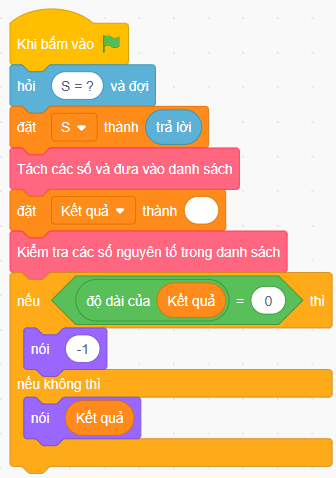 Khi bấm vào
hỏi S = ? và đợi
đặt S thành trả lời
Tách các số và đưa vào danh sách
đặt Kết quả thành
Kiểm tra các số nguyên tố trong danh sách
nếu độ dài của Kết quả = 0 thì
nói -1
nếu không thì
nói Kết quả